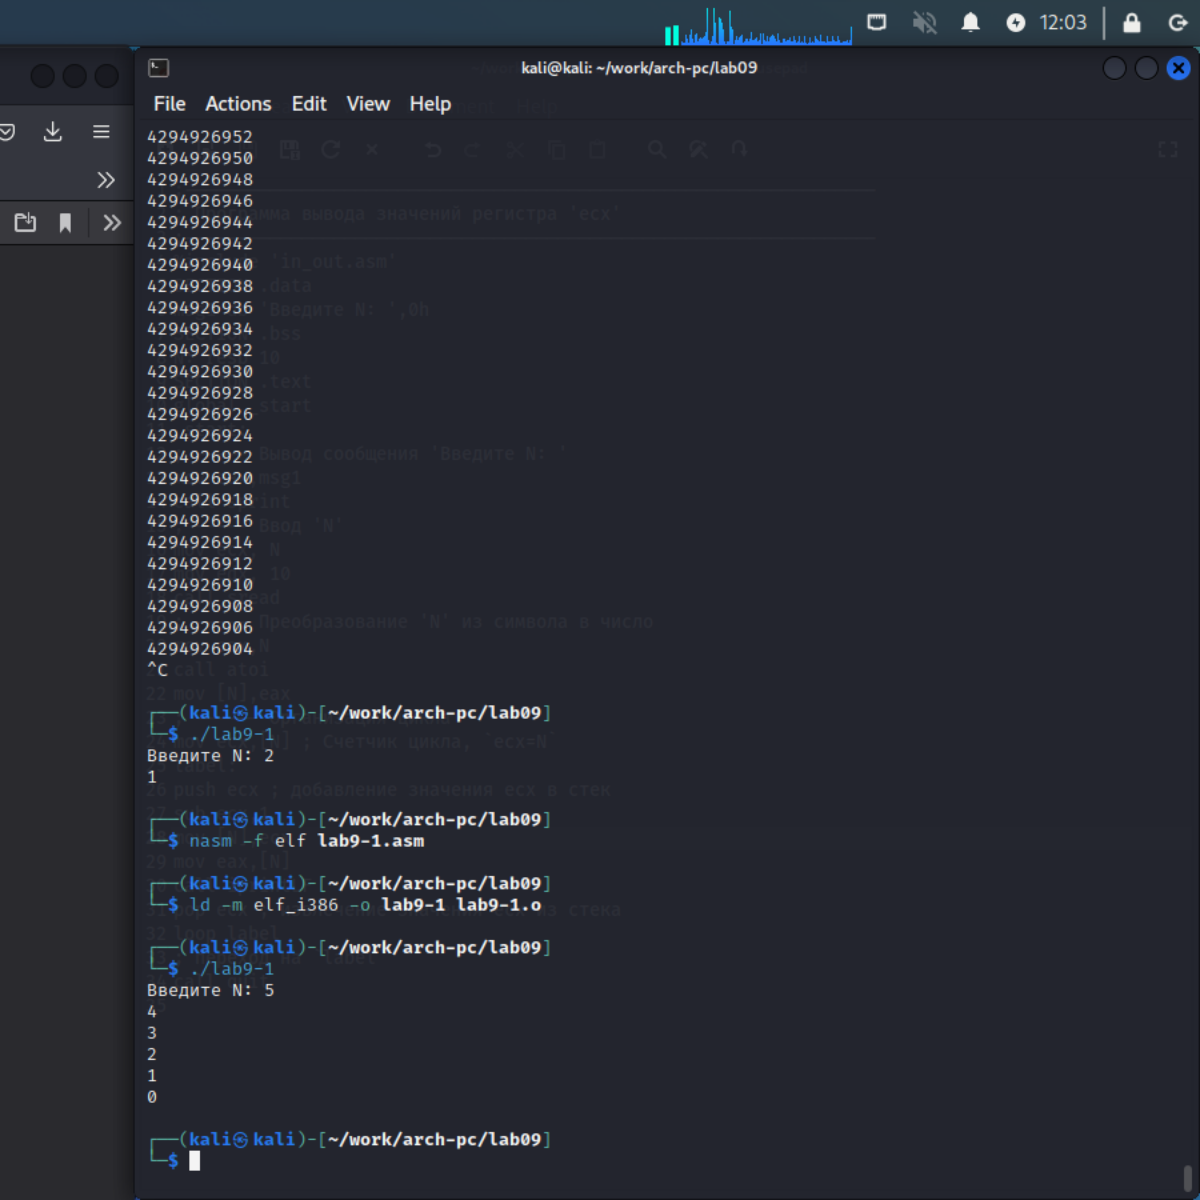 12:03
kali@kali: ~/work/arch-pc/lab09
File Actions Edit View Help
4294926952
4294926950
4294926948
4294926946
4294926944
4294926942
4294926940
4294926938
4294926936
4294926934
4294926932
4294926930
4294926928
4294926926
4294926924
4294926922
4294926920
4294926918
4294926916
4294926914
4294926912
4294926910
4294926908
4294926906
4294926904
^C
┌──(kali㉿kali)-[~/work/arch-pc/lab09]
└─$ ./lab9-1
Введите N: 2
1
┌──(kali㉿kali)-[~/work/arch-pc/lab09]
└─$ nasm -f elf lab9-1.asm
┌──(kali㉿kali)-[~/work/arch-pc/lab09]
└─$ ld -m elf_i386 -o lab9-1 lab9-1.o
┌──(kali㉿kali)-[~/work/arch-pc/lab09]
└─$ ./lab9-1
Введите N: 5
4
3
2
1
0
┌──(kali㉿kali)-[~/work/arch-pc/lab09]
└─$